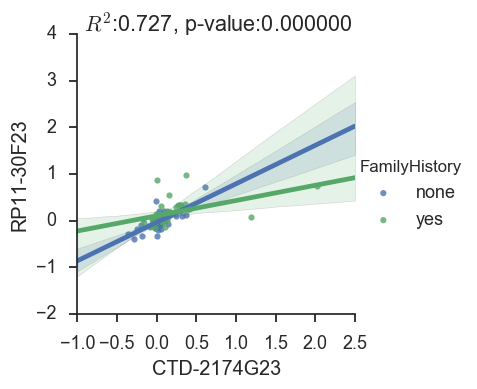 R²:0.727, p-value:0.000000
4
3
2
1
0
−1
−2
RP11-30F23
−1.0 −0.5 0.0 0.5 1.0 1.5 2.0 2.5
CTD-2174G23
FamilyHistory
none
yes